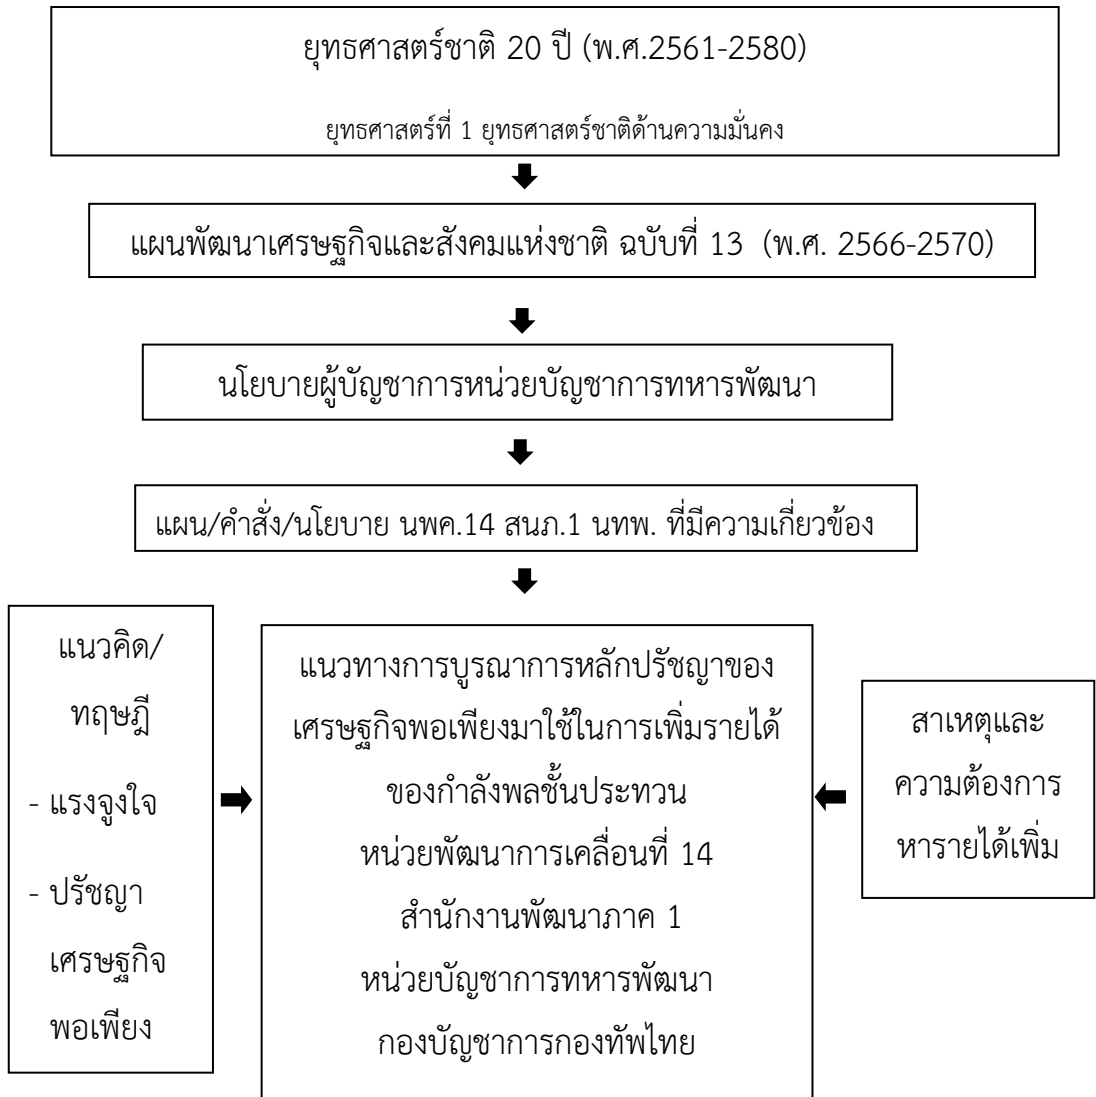 ยุทธศาสตร์ชาติ 20 ปี (พ.ศ.2561-2580)
ยุทธศาสตร์ที่ 1 ยุทธศาสตร์ชาติด้านความมั่นคง
แผนพัฒนาเศรษฐกิจและสังคมแห่งชาติ ฉบับที่ 13 (พ.ศ. 2566-2570)
นโยบายผู้บัญชาการหน่วยบัญชาการทหารพัฒนา
แผน/คำสั่ง/นโยบาย นพค.14 สนภ.1 นทพ. ที่มีความเกี่ยวข้อง
แนวคิด/
ทฤษฎี
- แรงจูงใจ
- ปรัชญา
เศรษฐกิจ
พอเพียง
แนวทางการบูรณาการหลักปรัชญาของ
เศรษฐกิจพอเพียงมาใช้ในการเพิ่มรายได้
ของกำลังพลชั้นประทวน
หน่วยพัฒนาการเคลื่อนที่ 14
สำนักงานพัฒนาภาค 1
หน่วยบัญชาการทหารพัฒนา
กองบัญชาการกองทัพไทย
สาเหตุและ
ความต้องการ
หารายได้เพิ่ม